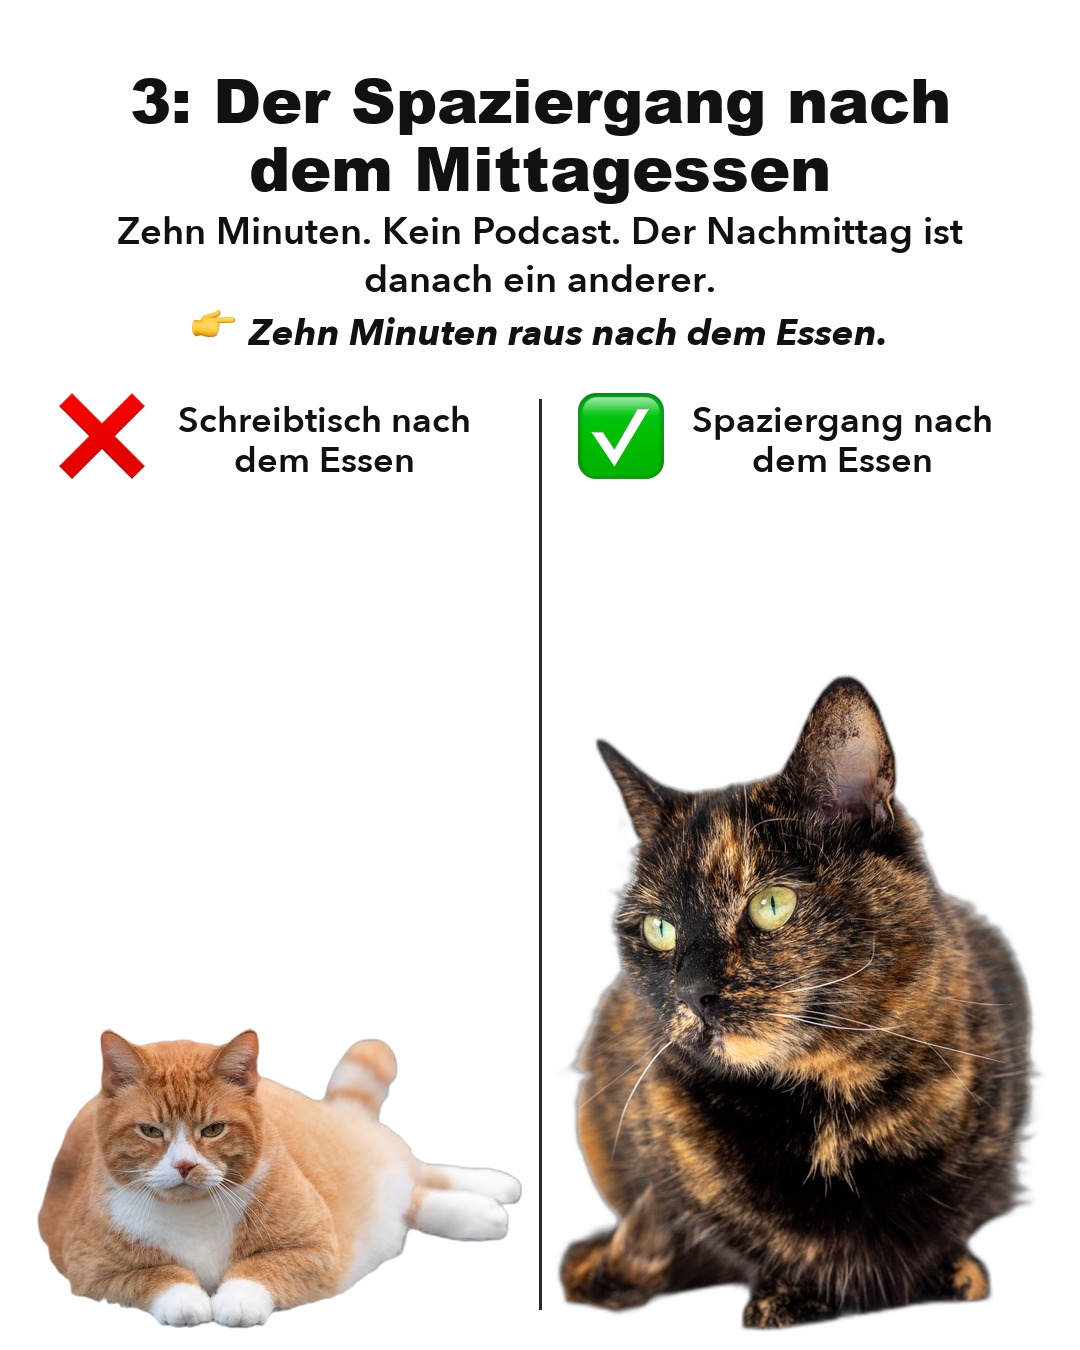 3: Der Spaziergang nach
dem Mittagessen
Zehn Minuten. Kein Podcast. Der Nachmittag ist
danach ein anderer.
👉 Zehn Minuten raus nach dem Essen.
❌ Schreibtisch nach
dem Essen
✅ Spaziergang nach
dem Essen